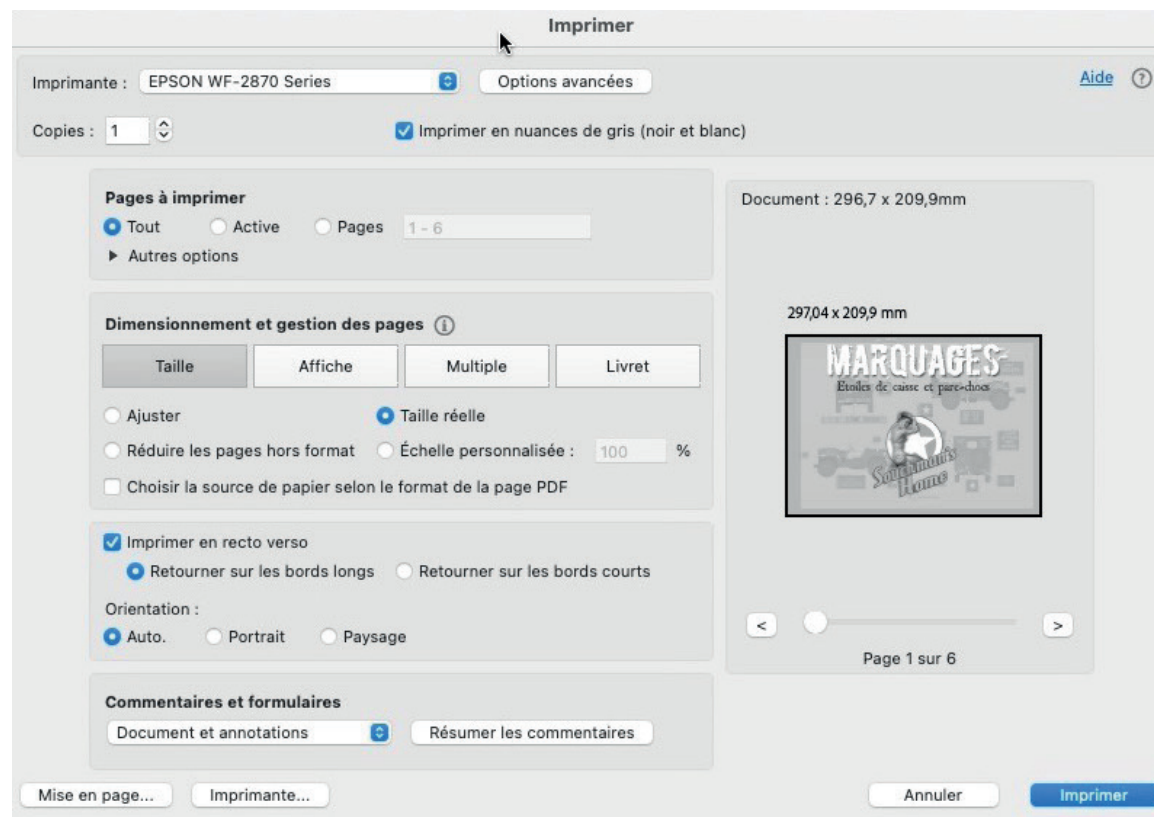 Imprimer
Imprimante : EPSON WF-2870 Series Options avancées Aide ?
Copies : 1 Imprimer en nuances de gris (noir et blanc)
Pages à imprimer
Tout Active Pages 1 - 6
Autres options
Dimensionnement et gestion des pages i
Taille Affiche Multiple Livret
Ajuster Taille réelle
Réduire les pages hors format Échelle personnalisée : 100 %
Choisir la source de papier selon le format de la page PDF
Imprimer en recto verso
Retourner sur les bords longs Retourner sur les bords courts
Orientation :
Auto. Portrait Paysage
Commentaires et formulaires
Document et annotations Résumer les commentaires
Document : 296,7 x 209,9mm
297,04 x 209,9 mm
MARQUAGES
Etoiles de caisse et pare-chocs
Home
< >
Page 1 sur 6
Mise en page... Imprimante... Annuler Imprimer